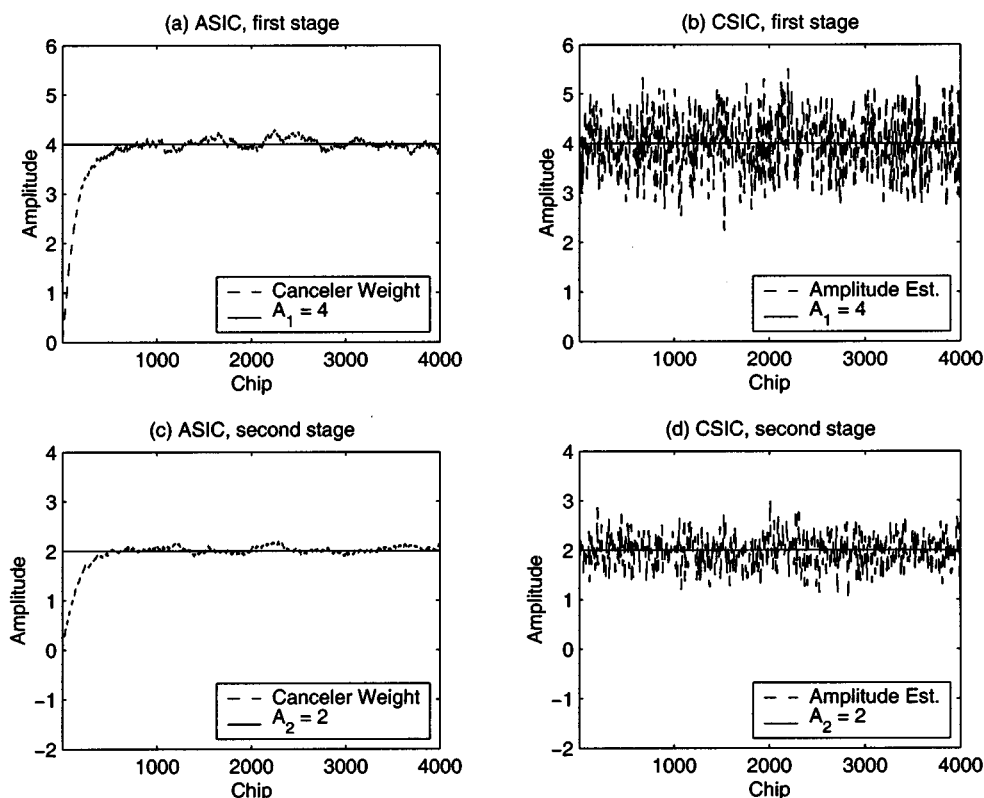 (a) ASIC, first stage
6
5
4
3
2
1
0
Amplitude
1000 2000 3000 4000
Chip
Canceler Weight
A1 = 4
(b) CSIC, first stage
6
5
4
3
2
1
0
Amplitude
1000 2000 3000 4000
Chip
Amplitude Est.
A1 = 4
(c) ASIC, second stage
4
3
2
1
0
−1
−2
Amplitude
1000 2000 3000 4000
Chip
Canceler Weight
A2 = 2
(d) CSIC, second stage
4
3
2
1
0
−1
−2
Amplitude
1000 2000 3000 4000
Chip
Amplitude Est.
A2 = 2